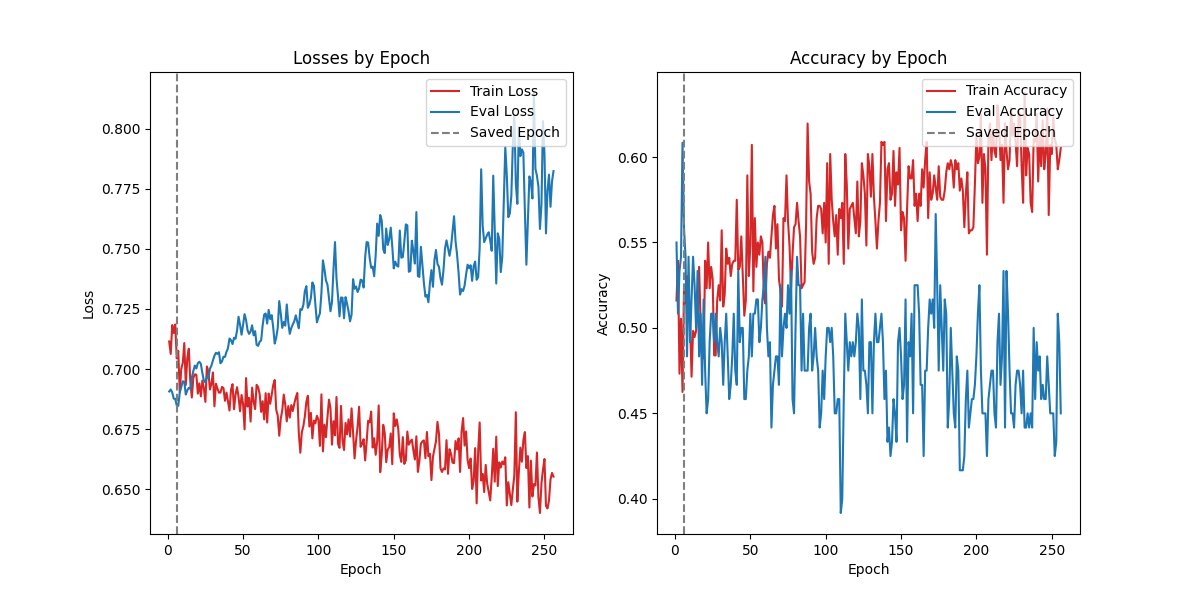 Losses by Epoch
Train Loss
Eval Loss
Saved Epoch
0.800
0.775
0.750
0.725
0.700
0.675
0.650
Loss
0 50 100 150 200 250
Epoch
Accuracy by Epoch
Train Accuracy
Eval Accuracy
Saved Epoch
0.60
0.55
0.50
0.45
0.40
Accuracy
0 50 100 150 200 250
Epoch